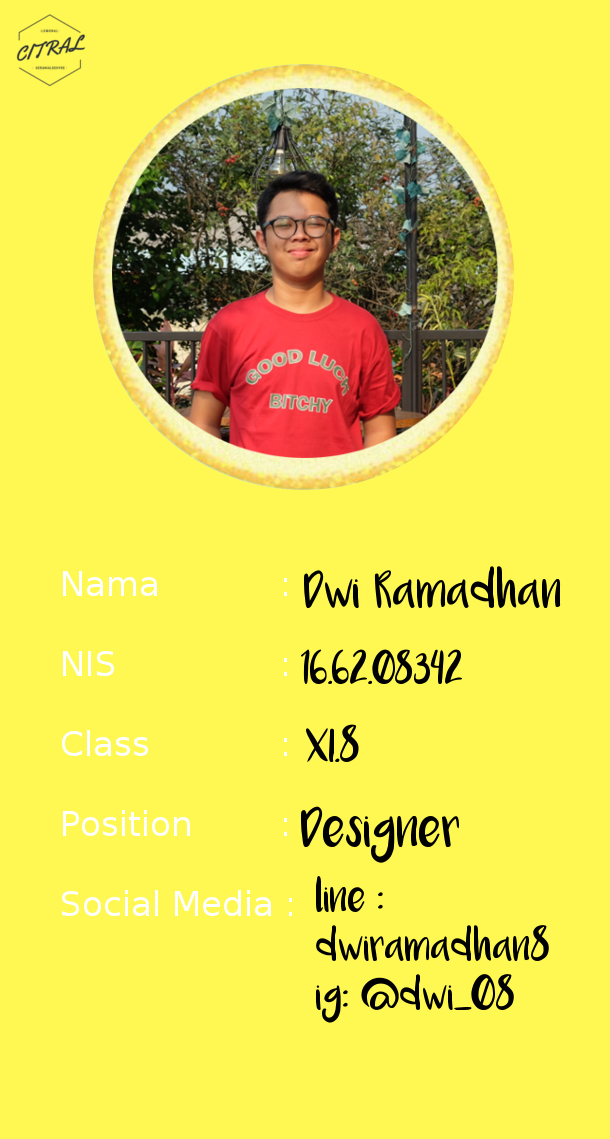 CITRAL
GOOD LUCK
BITCHY
Nama : Dwi Ramadhan
NIS : 16.62.08342
Class : XI.8
Position : Designer
Social Media : line :
dwiramadhan8
ig: @dwi_08